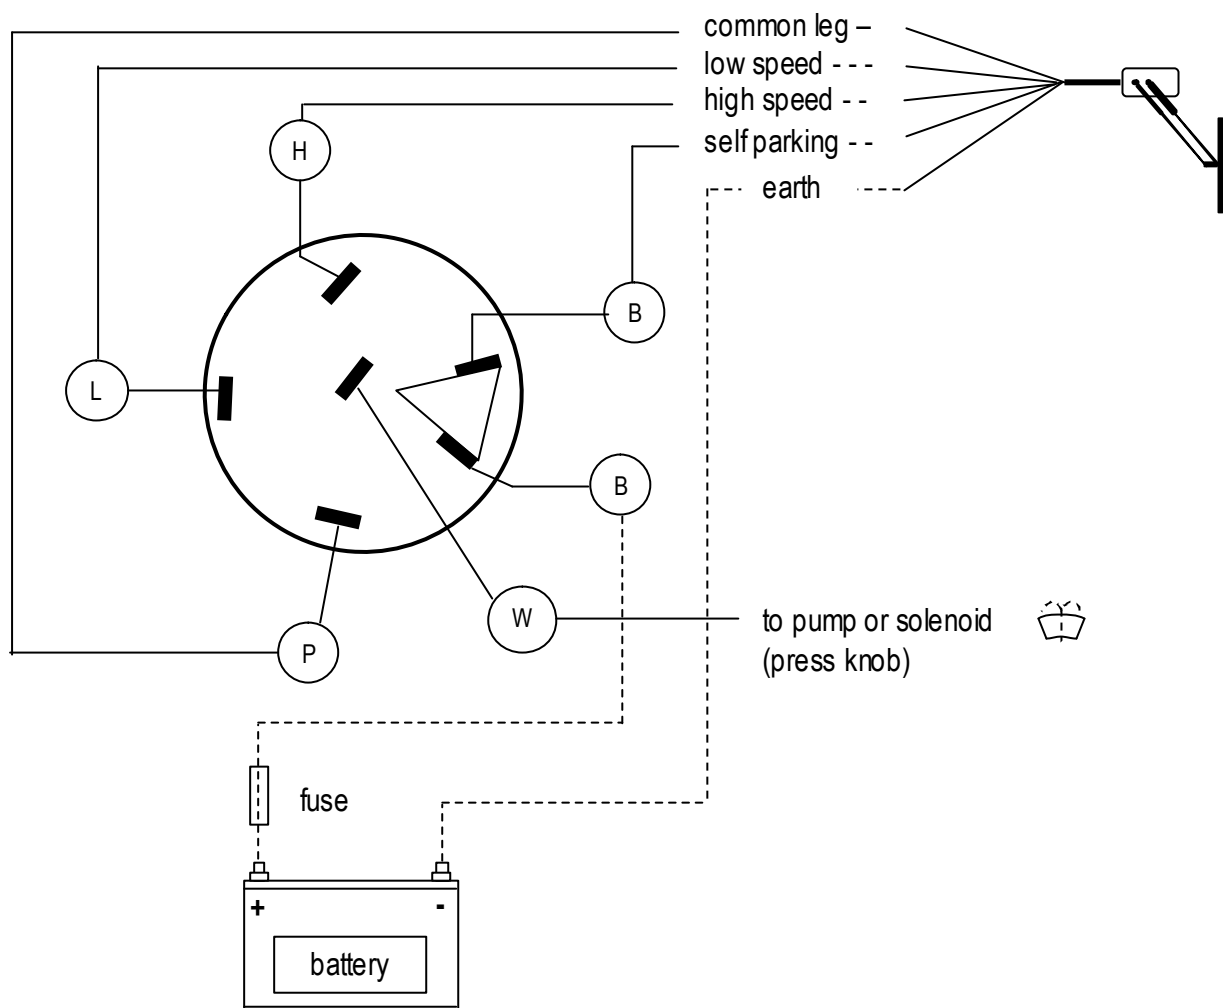 common leg –
low speed - - -
high speed - -
self parking - -
earth
H
B
L
B
W
to pump or solenoid
(press knob)
P
fuse
+ -
battery